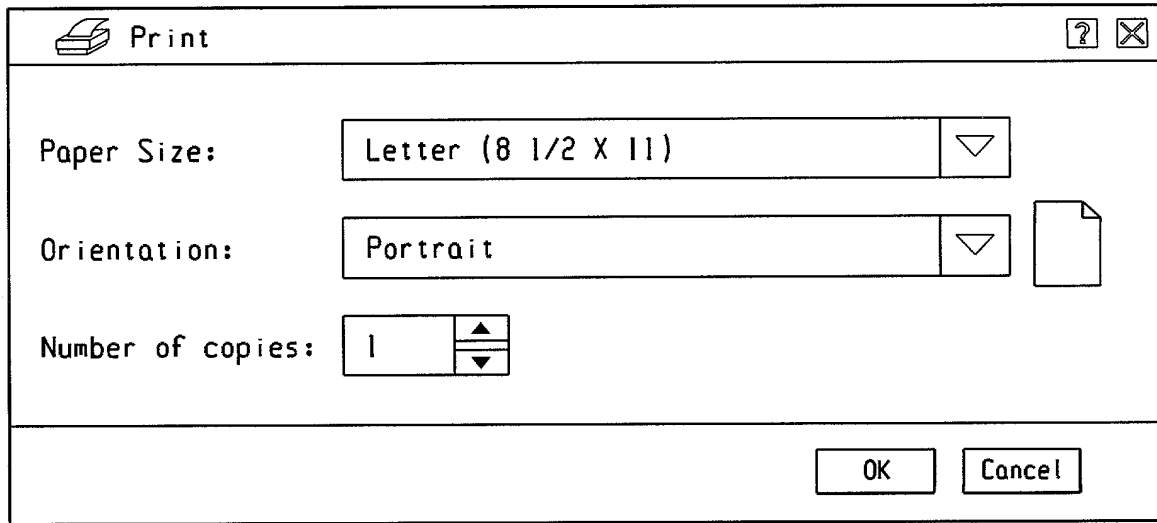 Print
?
Paper Size: Letter (8 1/2 X 11)
Orientation: Portrait
Number of copies: 1
OK Cancel